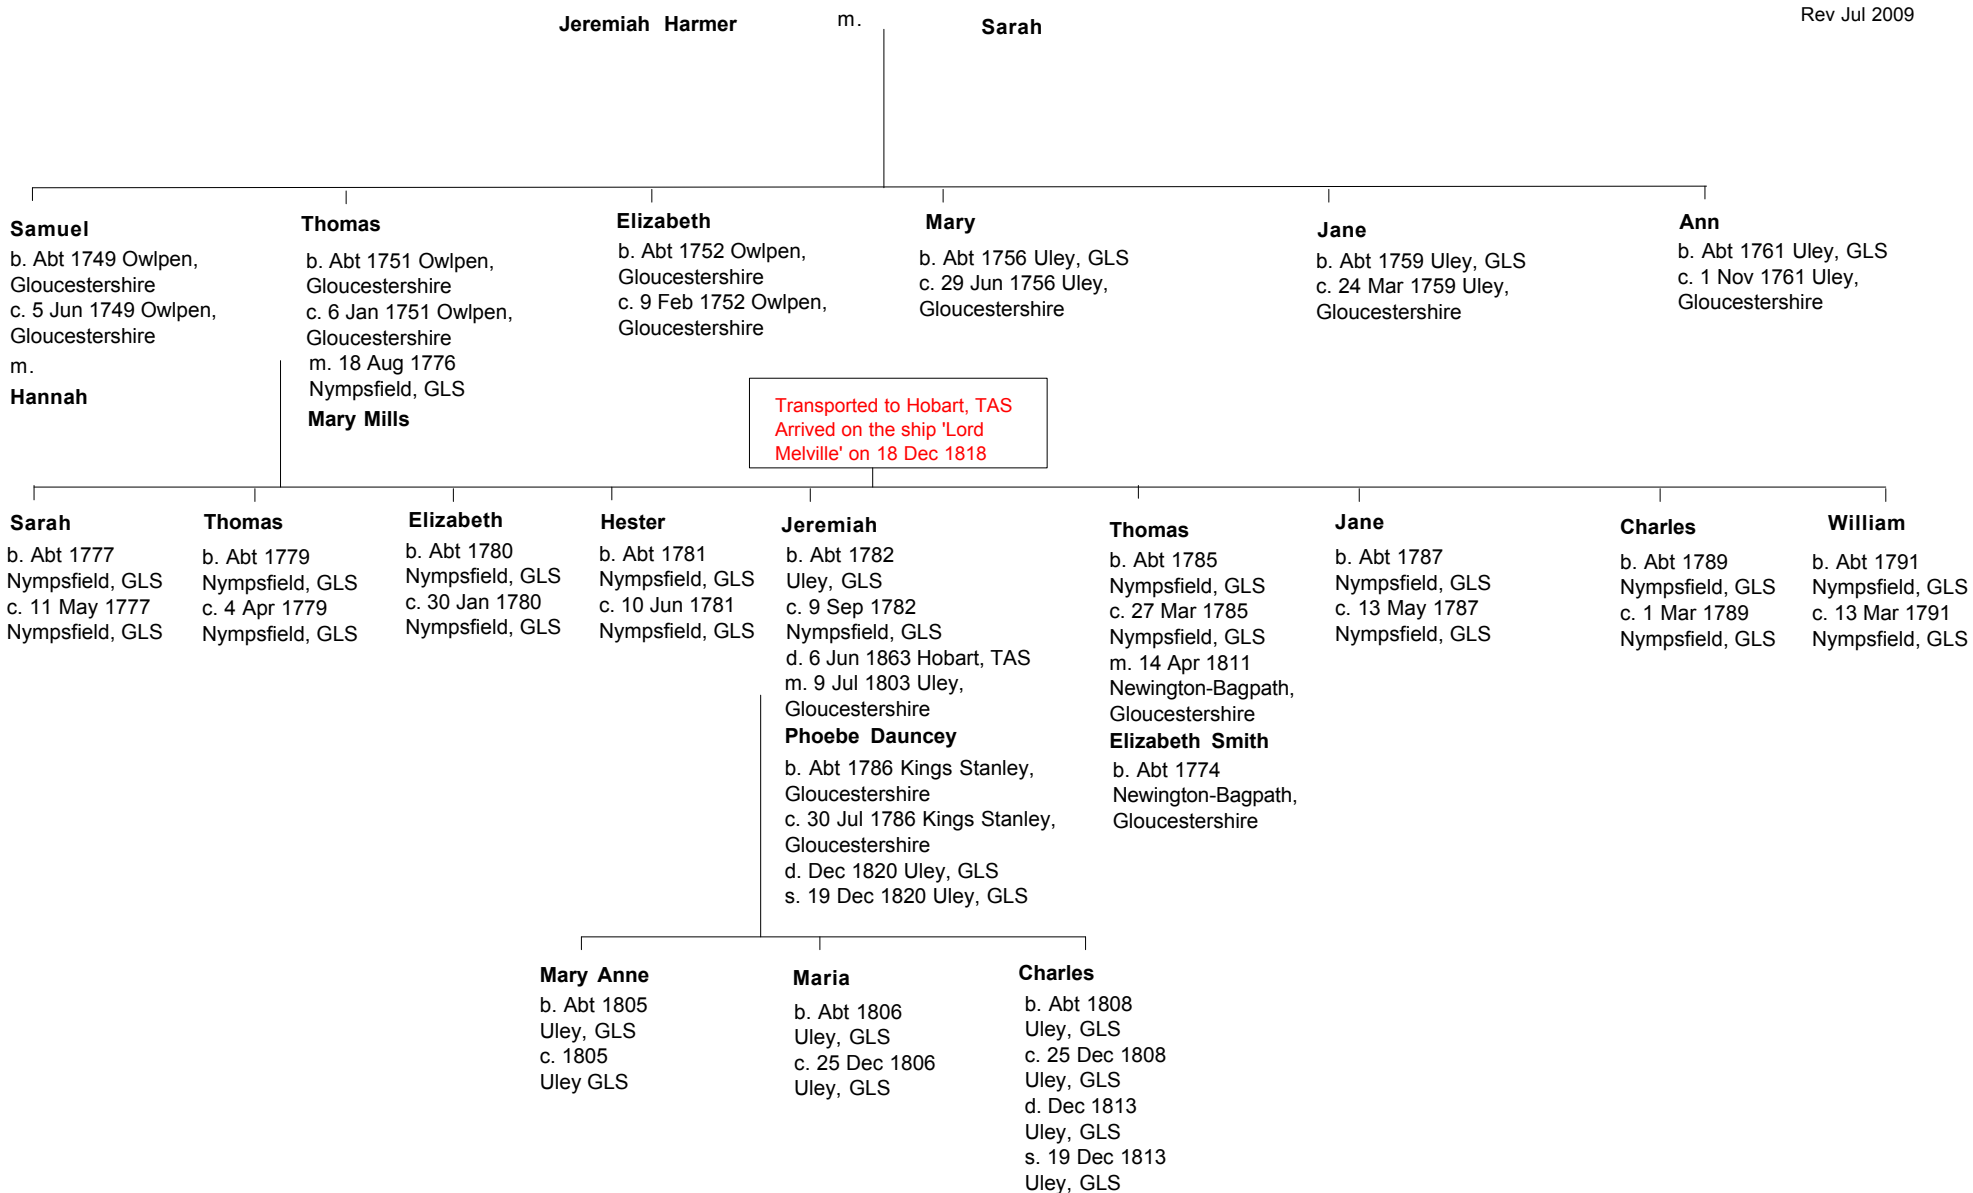 Rev Jul 2009
Jeremiah Harmer
m.
Sarah
Samuel
b. Abt 1749 Owlpen,
Gloucestershire
c. 5 Jun 1749 Owlpen,
Gloucestershire
m.
Hannah
Thomas
b. Abt 1751 Owlpen,
Gloucestershire
c. 6 Jan 1751 Owlpen,
Gloucestershire
m. 18 Aug 1776
Nympsfield, GLS
Mary Mills
Elizabeth
b. Abt 1752 Owlpen,
Gloucestershire
c. 9 Feb 1752 Owlpen,
Gloucestershire
Mary
b. Abt 1756 Uley, GLS
c. 29 Jun 1756 Uley,
Gloucestershire
Jane
b. Abt 1759 Uley, GLS
c. 24 Mar 1759 Uley,
Gloucestershire
Ann
b. Abt 1761 Uley, GLS
c. 1 Nov 1761 Uley,
Gloucestershire
Transported to Hobart, TAS
Arrived on the ship 'Lord
Melville' on 18 Dec 1818
Sarah
b. Abt 1777
Nympsfield, GLS
c. 11 May 1777
Nympsfield, GLS
Thomas
b. Abt 1779
Nympsfield, GLS
c. 4 Apr 1779
Nympsfield, GLS
Elizabeth
b. Abt 1780
Nympsfield, GLS
c. 30 Jan 1780
Nympsfield, GLS
Hester
b. Abt 1781
Nympsfield, GLS
c. 10 Jun 1781
Nympsfield, GLS
Jeremiah
b. Abt 1782
Uley, GLS
c. 9 Sep 1782
Nympsfield, GLS
d. 6 Jun 1863 Hobart, TAS
m. 9 Jul 1803 Uley,
Gloucestershire
Phoebe Dauncey
b. Abt 1786 Kings Stanley,
Gloucestershire
c. 30 Jul 1786 Kings Stanley,
Gloucestershire
d. Dec 1820 Uley, GLS
s. 19 Dec 1820 Uley, GLS
Thomas
b. Abt 1785
Nympsfield, GLS
c. 27 Mar 1785
Nympsfield, GLS
m. 14 Apr 1811
Newington-Bagpath,
Gloucestershire
Elizabeth Smith
b. Abt 1774
Newington-Bagpath,
Gloucestershire
Jane
b. Abt 1787
Nympsfield, GLS
c. 13 May 1787
Nympsfield, GLS
Charles
b. Abt 1789
Nympsfield, GLS
c. 1 Mar 1789
Nympsfield, GLS
William
b. Abt 1791
Nympsfield, GLS
c. 13 Mar 1791
Nympsfield, GLS
Mary Anne
b. Abt 1805
Uley, GLS
c. 1805
Uley GLS
Maria
b. Abt 1806
Uley, GLS
c. 25 Dec 1806
Uley, GLS
Charles
b. Abt 1808
Uley, GLS
c. 25 Dec 1808
Uley, GLS
d. Dec 1813
Uley, GLS
s. 19 Dec 1813
Uley, GLS